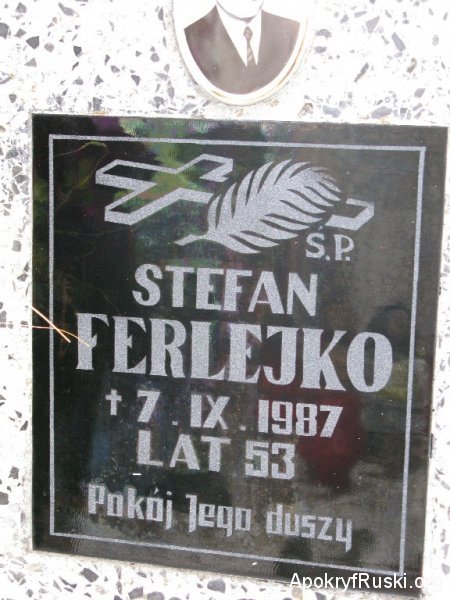 Ś.P.
STEFAN
FERLEJKO
† 7. IX. 1987
LAT 53
Pokój Jego duszy
ApokryfRuski.org